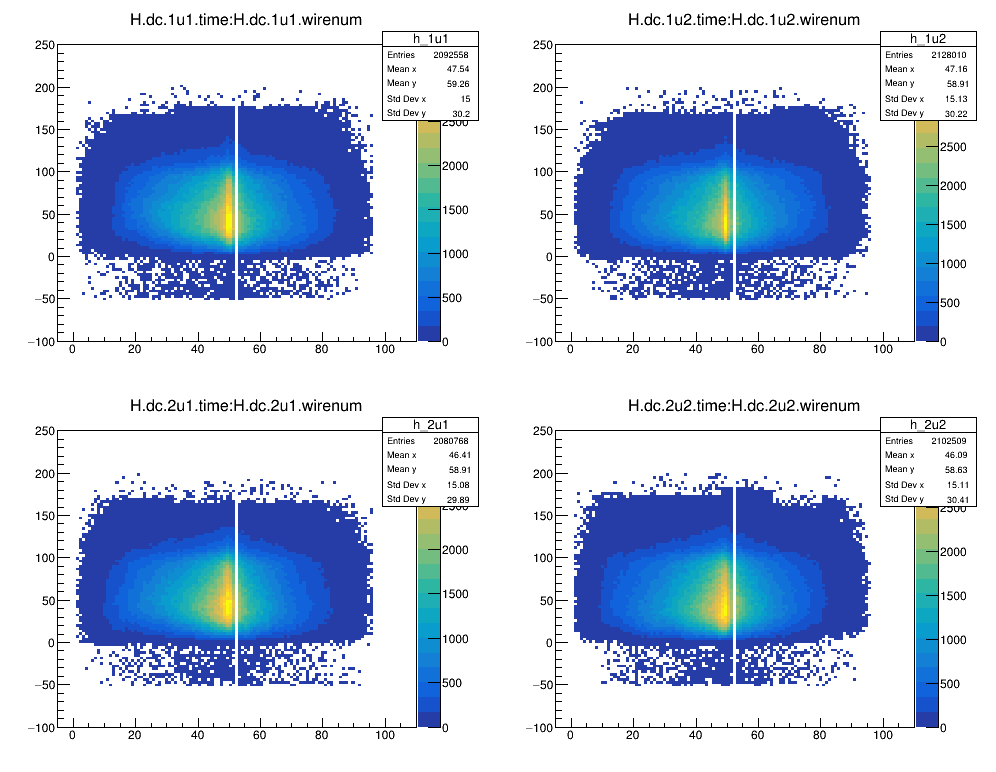 H.dc.1u1.time:H.dc.1u1.wirenum
h_1u1
Entries 2092558
Mean x 47.54
Mean y 59.26
Std Dev x 15
Std Dev y 30.2
250
200
150
100
50
0
−50
−100
0 20 40 60 80 100
2500
2000
1500
1000
500
0
H.dc.1u2.time:H.dc.1u2.wirenum
h_1u2
Entries 2128010
Mean x 47.16
Mean y 58.91
Std Dev x 15.13
Std Dev y 30.22
250
200
150
100
50
0
−50
−100
0 20 40 60 80 100
2500
2000
1500
1000
500
0
H.dc.2u1.time:H.dc.2u1.wirenum
h_2u1
Entries 2080768
Mean x 46.41
Mean y 58.91
Std Dev x 15.08
Std Dev y 29.89
250
200
150
100
50
0
−50
−100
0 20 40 60 80 100
2500
2000
1500
1000
500
0
H.dc.2u2.time:H.dc.2u2.wirenum
h_2u2
Entries 2102509
Mean x 46.09
Mean y 58.63
Std Dev x 15.11
Std Dev y 30.41
250
200
150
100
50
0
−50
−100
0 20 40 60 80 100
2500
2000
1500
1000
500
0